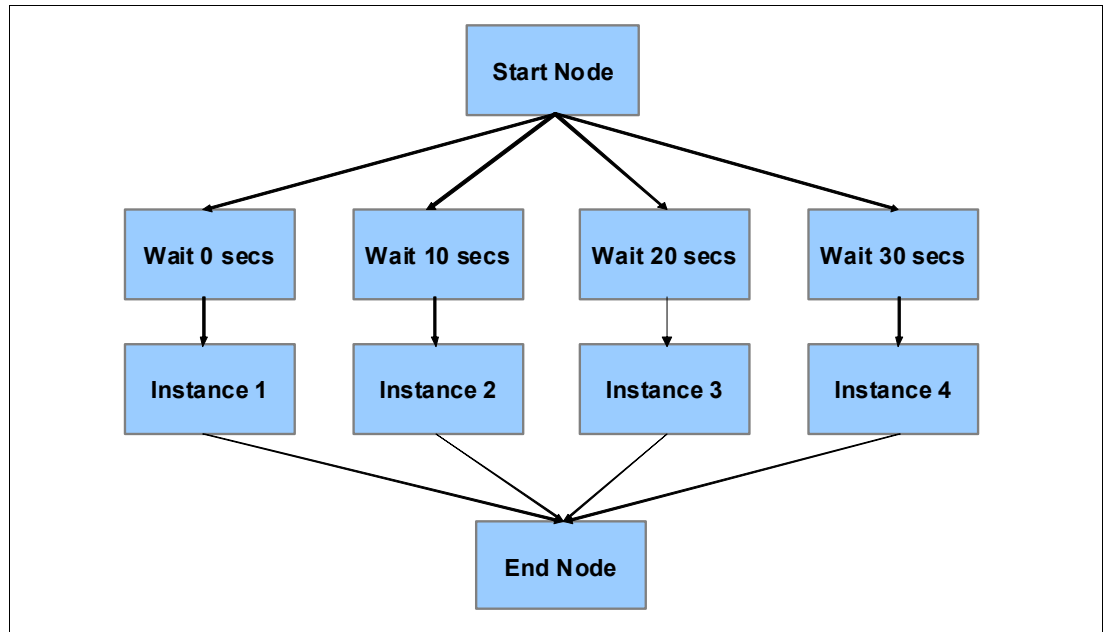 Start Node
Wait 0 secs
Wait 10 secs
Wait 20 secs
Wait 30 secs
Instance 1
Instance 2
Instance 3
Instance 4
End Node